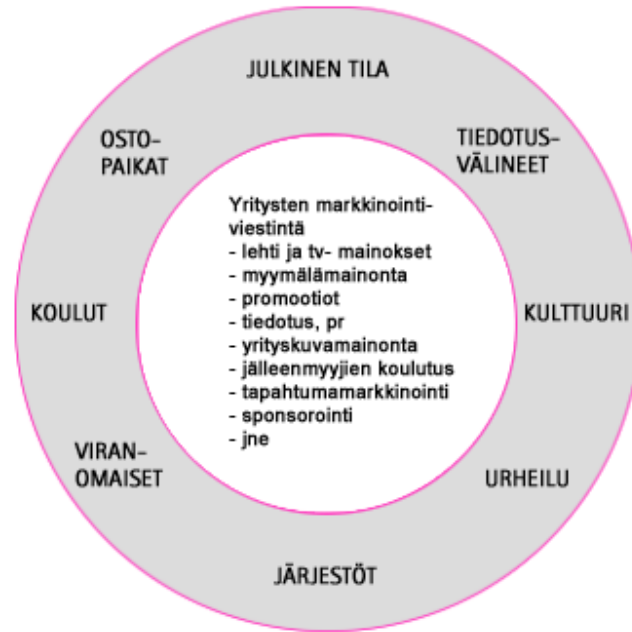 JULKINEN TILA
OSTO-
PAIKAT
TIEDOTUS-
VÄLINEET
Yritysten markkinointi-
viestintä
- lehti ja tv- mainokset
- myymälämainonta
- promootiot
- tiedotus, pr
- yrityskuvamainonta
- jälleenmyyjien koulutus
- tapahtumamarkkinointi
- sponsorointi
- jne
KOULUT
KULTTUURI
VIRAN-
OMAISET
URHEILU
JÄRJESTÖT